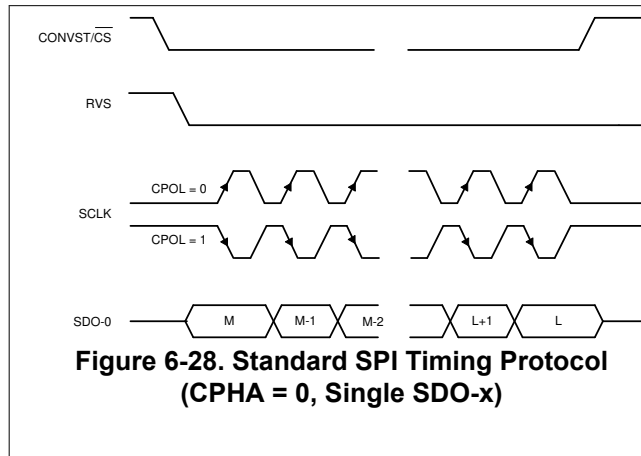 CONVST/CS
RVS
CPOL = 0
SCLK
CPOL = 1
SDO-0 M M-1 M-2 L+1 L
Figure 6-28. Standard SPI Timing Protocol
(CPHA = 0, Single SDO-x)